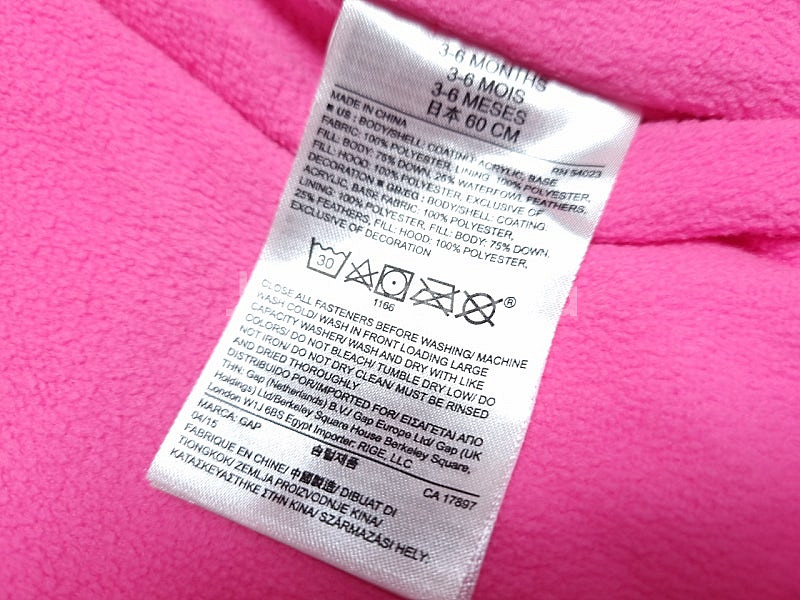 3-6 MONTHS
3-6 MOIS
3-6 MESES
日本 60 CM
MADE IN CHINA
RN 54023
■ US : BODY/SHELL: COATING: ACRYLIC, BASE
FABRIC: 100% POLYESTER, LINING: 100% POLYESTER,
FILL: BODY: 75% DOWN, 25% WATERFOWL FEATHERS,
FILL: HOOD: 100% POLYESTER, EXCLUSIVE OF
DECORATION ■ GB/EG : BODY/SHELL: COATING:
ACRYLIC, BASE FABRIC: 100% POLYESTER,
LINING: 100% POLYESTER, FILL: BODY: 75% DOWN,
25% FEATHERS, FILL: HOOD: 100% POLYESTER,
EXCLUSIVE OF DECORATION
30
®
1166
CLOSE ALL FASTENERS BEFORE WASHING/ MACHINE
WASH COLD/ WASH IN FRONT LOADING LARGE
CAPACITY WASHER/ WASH AND DRY WITH LIKE
COLORS/ DO NOT BLEACH/ TUMBLE DRY LOW/ DO
NOT IRON/ DO NOT DRY CLEAN/ MUST BE RINSED
AND DRIED THOROUGHLY
DISTRIBUIDO POR/IMPORTED FOR/ ΕΙΣΑΓΕΤΑΙ ΑΠΟ
ΤΗΝ: Gap (Netherlands) B.V./ Gap Europe Ltd/ Gap (UK
Holdings) Ltd/Berkeley Square House Berkeley Square,
London W1J 6BS Egypt Importer: RIGE, LLC
MARCA: GAP
손털제품
CA 17897
04/15
FABRIQUE EN CHINE/ 中國製造/ DIBUAT DI
TIONGKOK/ ZEMLJA PROIZVODNJE KINA/
ΚΑΤΑΣΚΕΥΑΣΤΗΚΕ ΣΤΗΝ ΚΙΝΑ/ SZÁRMAZÁSI HELY: